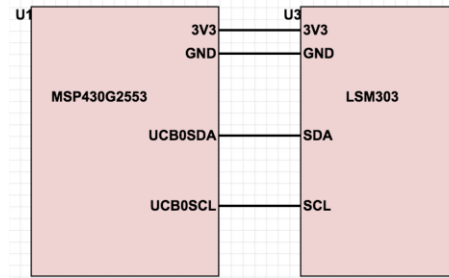 U1 U3
3V3 3V3
GND GND
MSP430G2553 LSM303
UCB0SDA SDA
UCB0SCL SCL